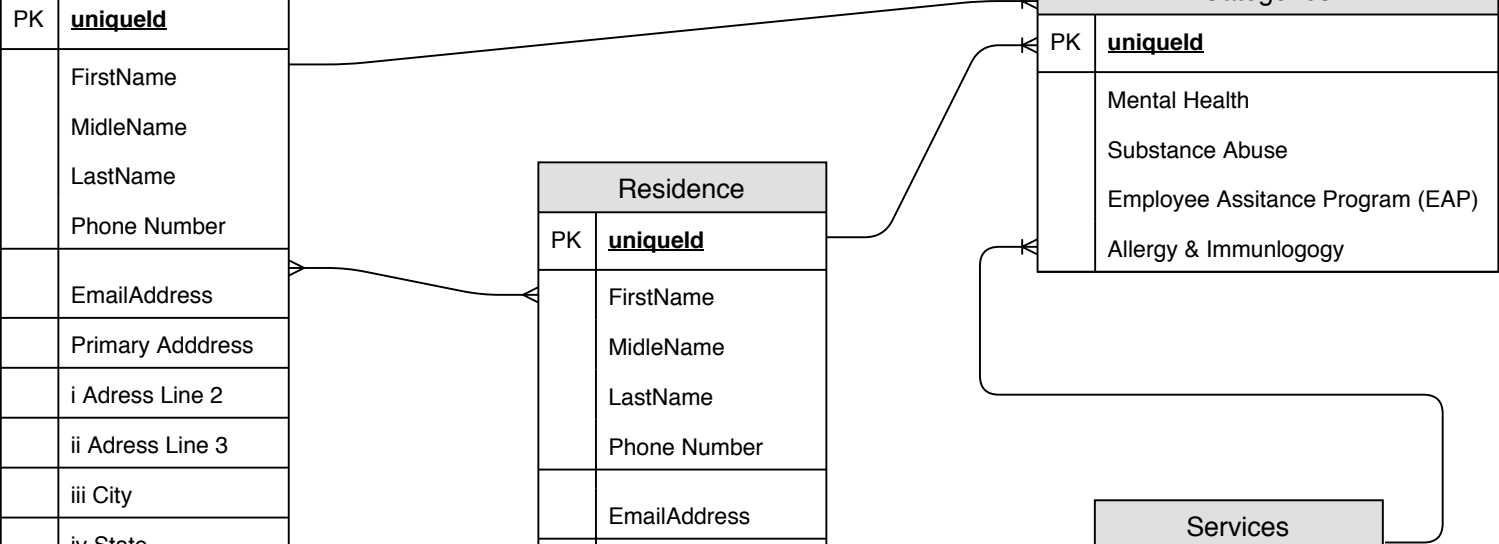 PK uniqueId
FirstName
MidleName
LastName
Phone Number
EmailAddress
Primary Adddress
i Adress Line 2
ii Adress Line 3
iii City
iv State
Residence
PK uniqueId
FirstName
MidleName
LastName
Phone Number
EmailAddress
PK uniqueId
Mental Health
Substance Abuse
Employee Assitance Program (EAP)
Allergy & Immunlogogy
Services